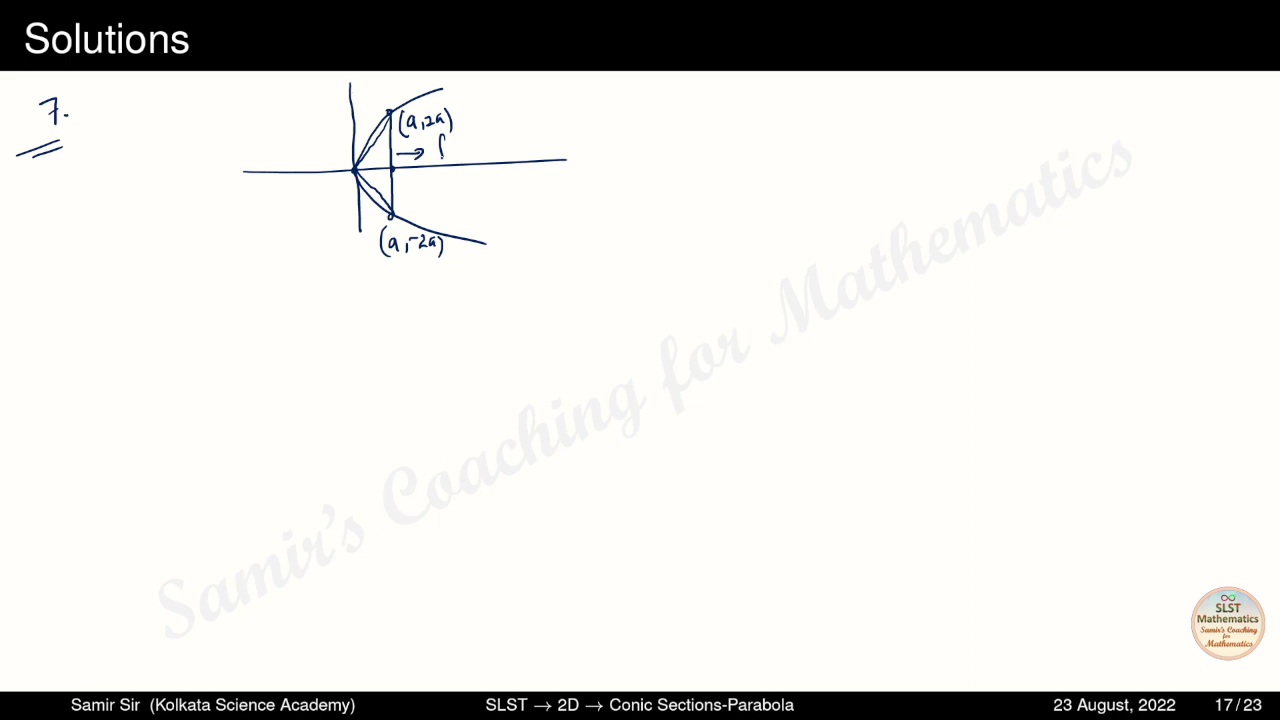 Solutions
7.
(a,2a)
(a,-2a)
Samir's Coaching for Mathematics
SLST
Mathematics
Samir's Coaching
for
Mathematics
Samir Sir (Kolkata Science Academy)
SLST → 2D → Conic Sections-Parabola
23 August, 2022
17 / 23